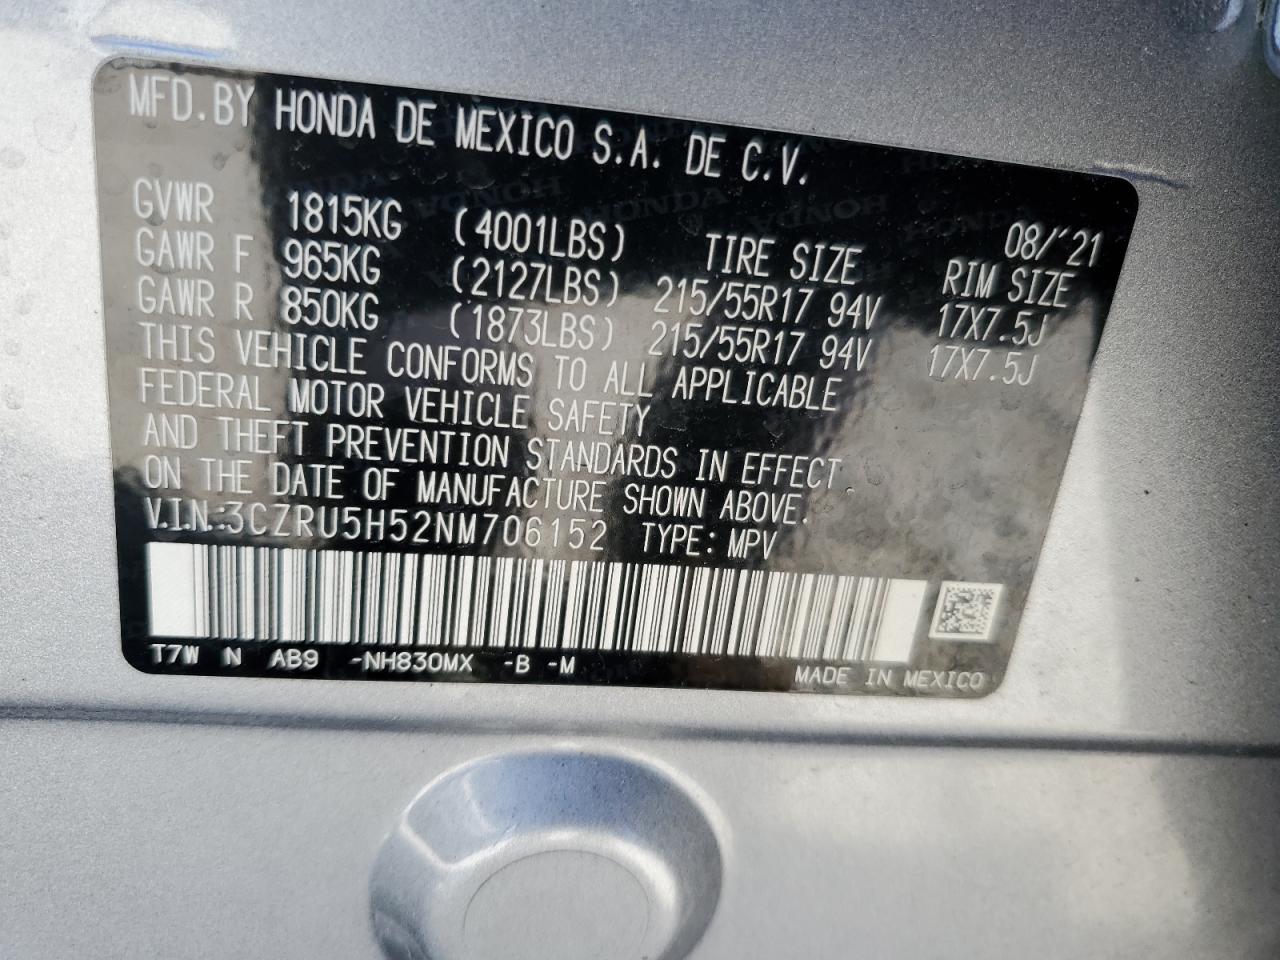 MFD.BY HONDA DE MEXICO S.A. DE C.V.
GVWR 1815KG (4001LBS) TIRE SIZE 08/'21
RIM SIZE
GAWR F 965KG (2127LBS) 215/55R17 94V 17X7.5J
GAWR R 850KG (1873LBS) 215/55R17 94V 17X7.5J
THIS VEHICLE CONFORMS TO ALL APPLICABLE
FEDERAL MOTOR VEHICLE SAFETY
AND THEFT PREVENTION STANDARDS IN EFFECT
ON THE DATE OF MANUFACTURE SHOWN ABOVE.
V.I.N.:3CZRU5H52NM706152 TYPE: MPV
T7W N AB9 -NH830MX -B -M
MADE IN MEXICO